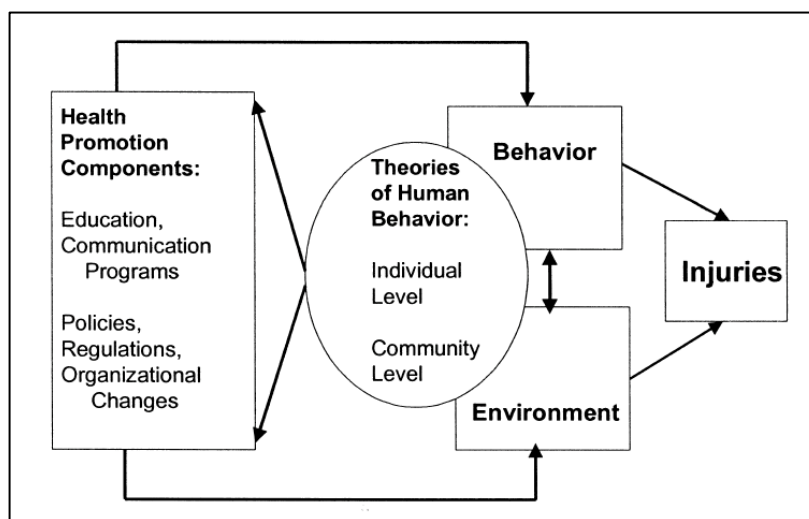 Health
Promotion
Components:
Education,
Communication
Programs
Policies,
Regulations,
Organizational
Changes
Theories
of Human
Behavior:
Individual
Level
Community
Level
Behavior
Environment
Injuries